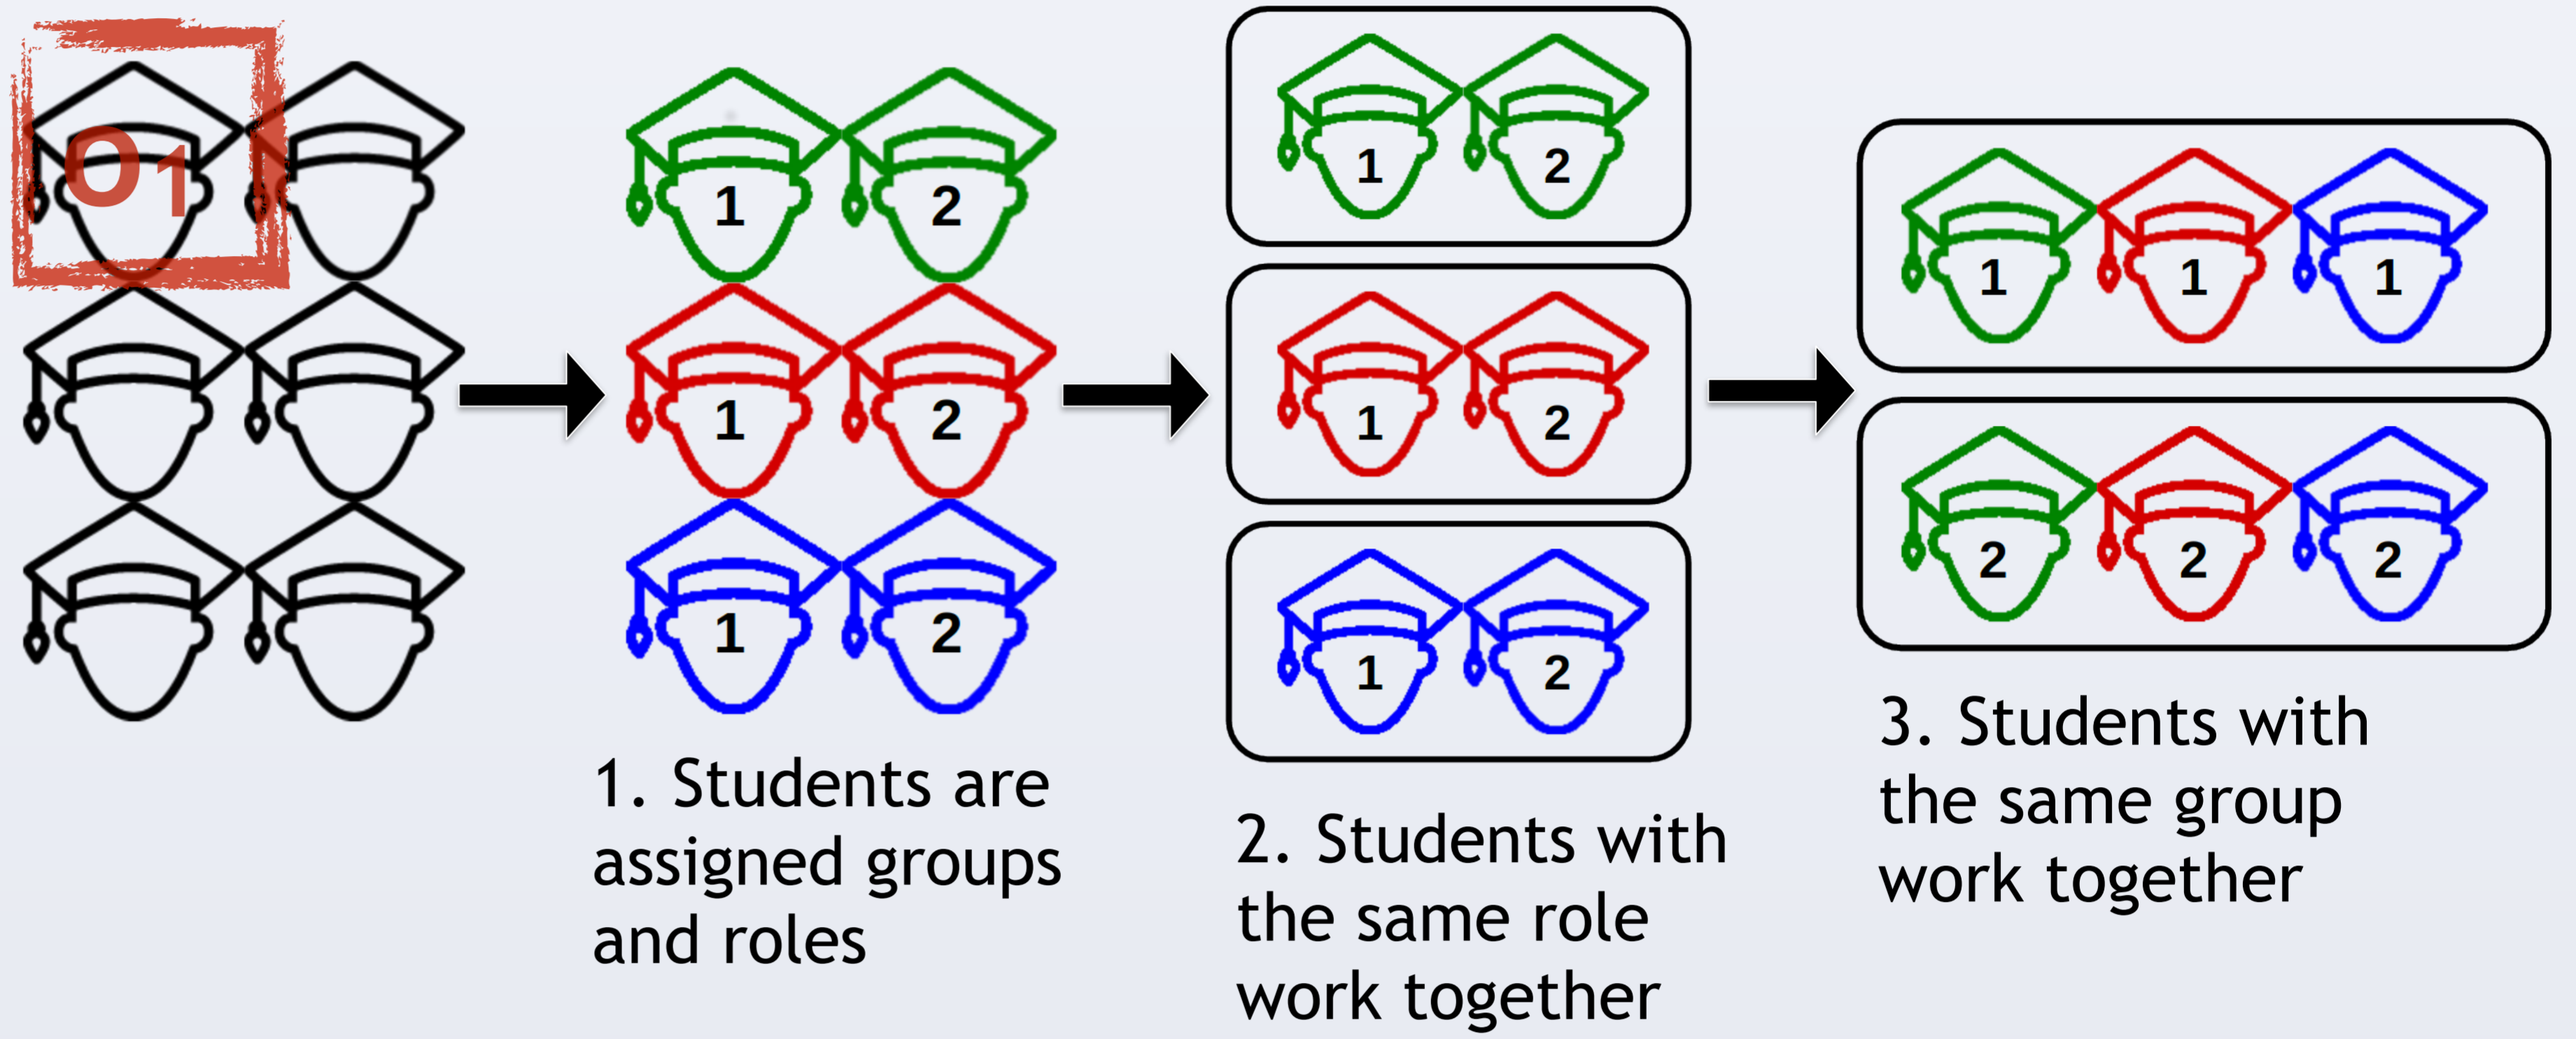 O1
1 2
1 2
1 2
1. Students are
assigned groups
and roles
1 2
1 2
1 2
2. Students with
the same role
work together
1 1 1
2 2 2
3. Students with
the same group
work together